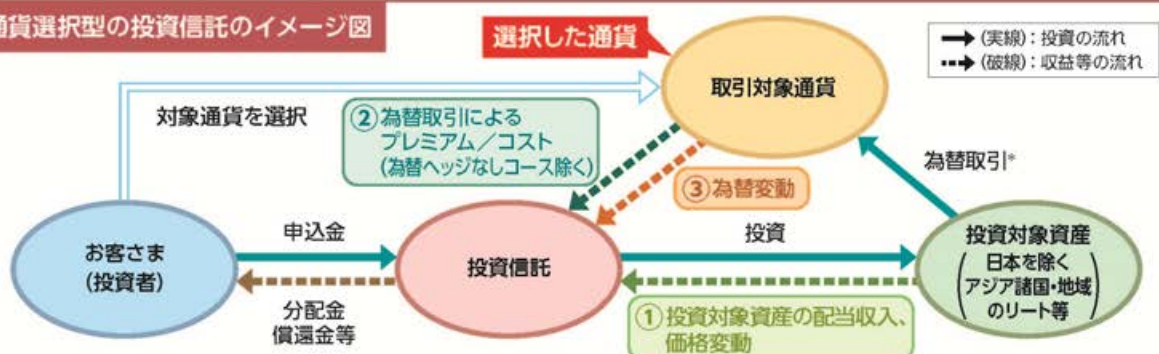 通貨選択型の投資信託のイメージ図
選択した通貨
(実線):投資の流れ
(破線):収益等の流れ
取引対象通貨
対象通貨を選択
②為替取引による
プレミアム/コスト
(為替ヘッジなしコース除く)
③為替変動
為替取引*
お客さま
(投資者)
申込金
分配金
償還金等
投資信託
投資
①投資対象資産の配当収入、
価格変動
投資対象資産
(日本を除く
アジア諸国・地域
のリート等)